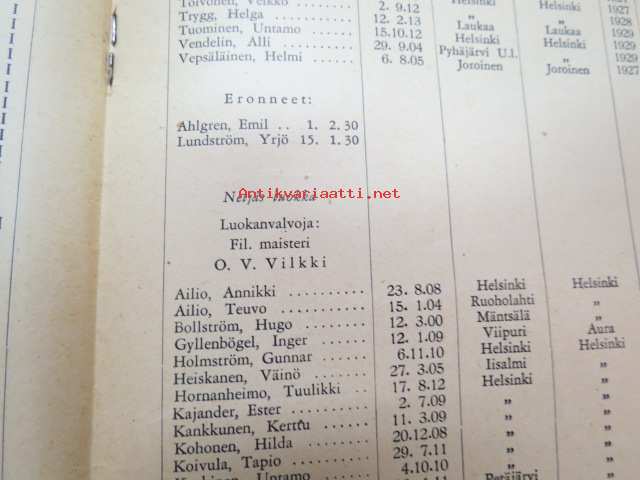 Toivonen, Veikko 2. 9.12 „ „ 1927
Trygg, Helga 12. 2.13 Laukaa Laukaa 1928
Tuominen, Untamo 15.10.12 Helsinki Helsinki 1929
Vendelin, Alli 29. 9.04 Pyhäjärvi U.l. „ 1929
Vepsäläinen, Helmi 6. 8.05 Joroinen Joroinen 1927
Eronneet:
Ahlgren, Emil .. 1. 2.30
Lundström, Yrjö 15. 1.30
Antikvariaatti.net
Neljäs luokka
Luokanvalvoja:
Fil. maisteri
O. V. Vilkki
Ailio, Annikki .......... 23. 8.08 Helsinki Helsinki
Ailio, Teuvo ............ 15. 1.04 Ruoholahti „
Bollström, Hugo ........ 12. 3.00 Mäntsälä
Gyllenbögel, Inger ..... 12. 1.09 Viipuri Aura
Holmström, Gunnar ...... 6.11.10 Helsinki Helsinki
Heiskanen, Väinö ....... 27. 3.05 Iisalmi „
Hornanheimo, Tuulikki .. 17. 8.12 Helsinki „
Kajander, Ester .......... 2. 7.09 „ „
Kankkunen, Kerttu ...... 11. 3.09 „ „
Kohonen, Hilda ......... 20.12.08 „ „
Koivula, Tapio .......... 29. 7.11 „ „
Untamo 4.10.10 „ „
Petäjärvi